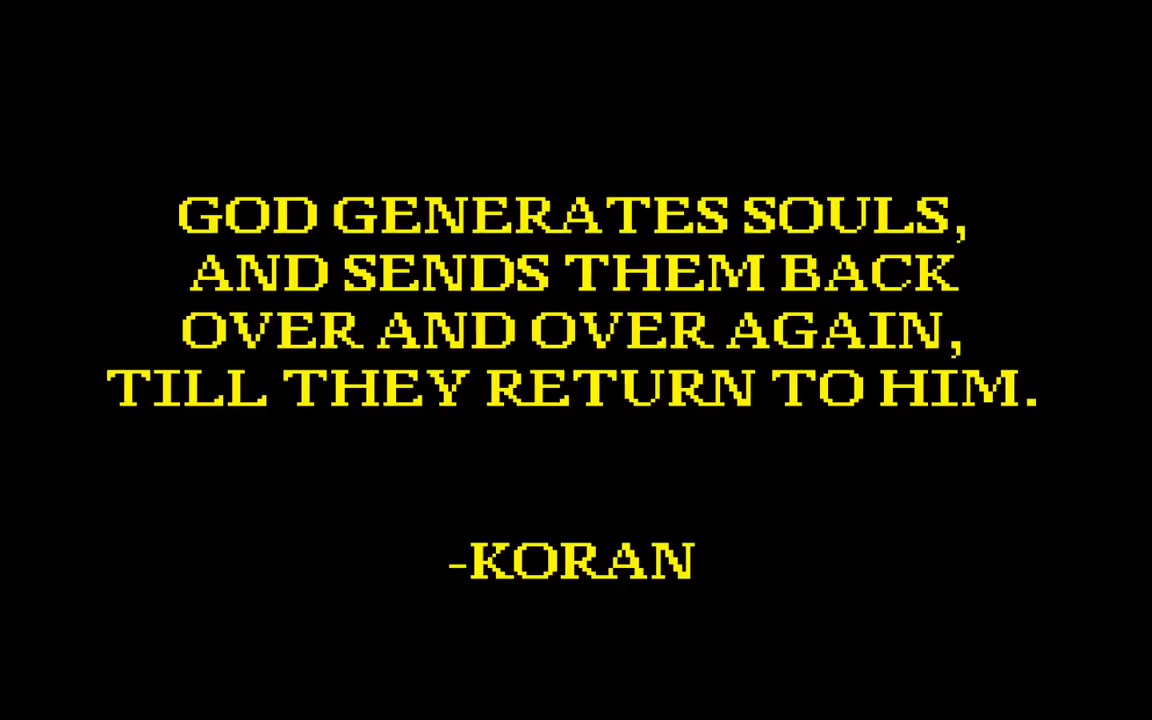 GOD GENERATES SOULS,
AND SENDS THEM BACK
OVER AND OVER AGAIN,
TILL THEY RETURN TO HIM.
-KORAN